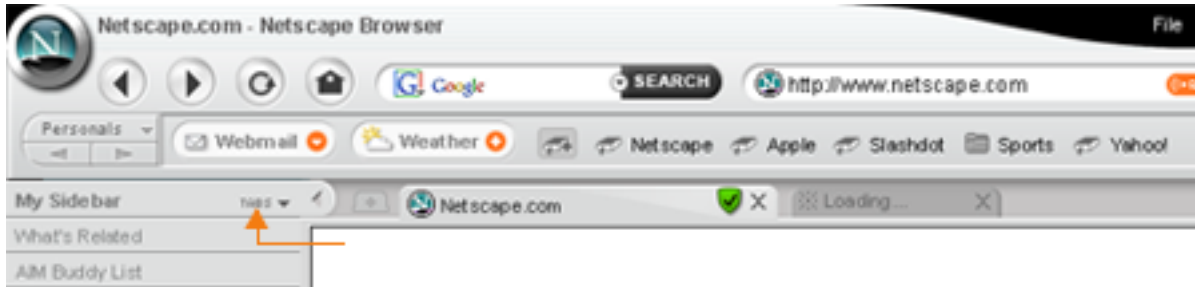 Netscape.com - Netscape Browser
File
N
G Google SEARCH http://www.netscape.com
Personals Webmail Weather Netscape Apple Slashdot Sports Yahoo!
My Sidebar TABS Netscape.com Loading...
What's Related
AIM Buddy List